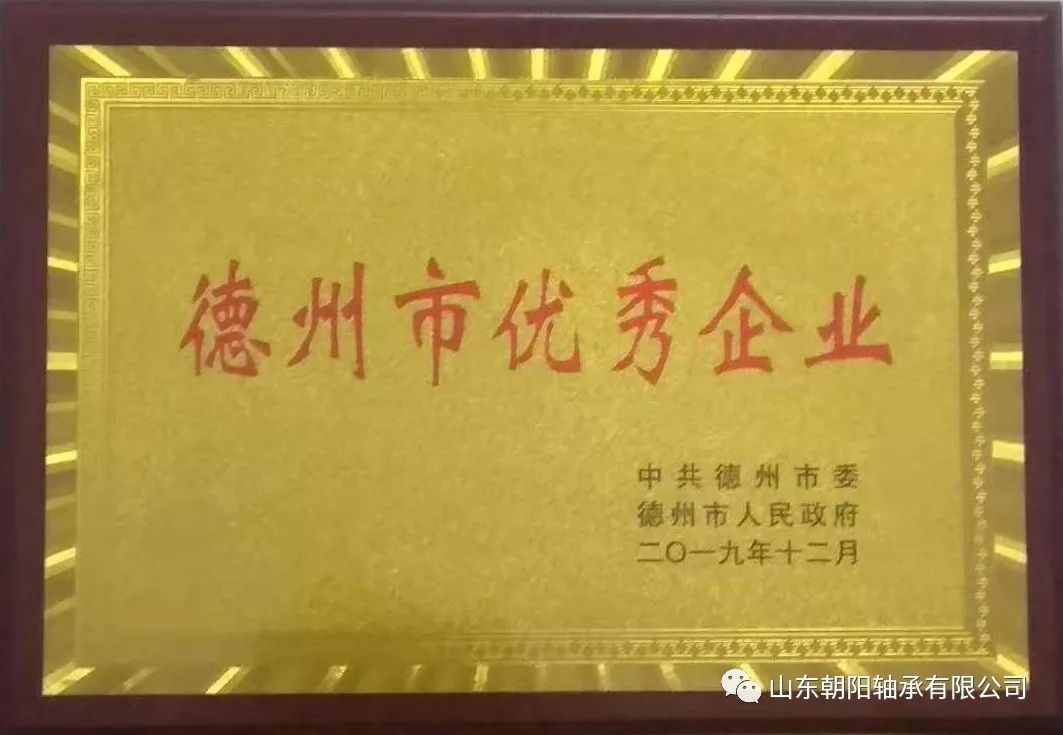 德州市优秀企业
中共德州市委
德州市人民政府
二〇一九年十二月
山东朝阳轴承有限公司